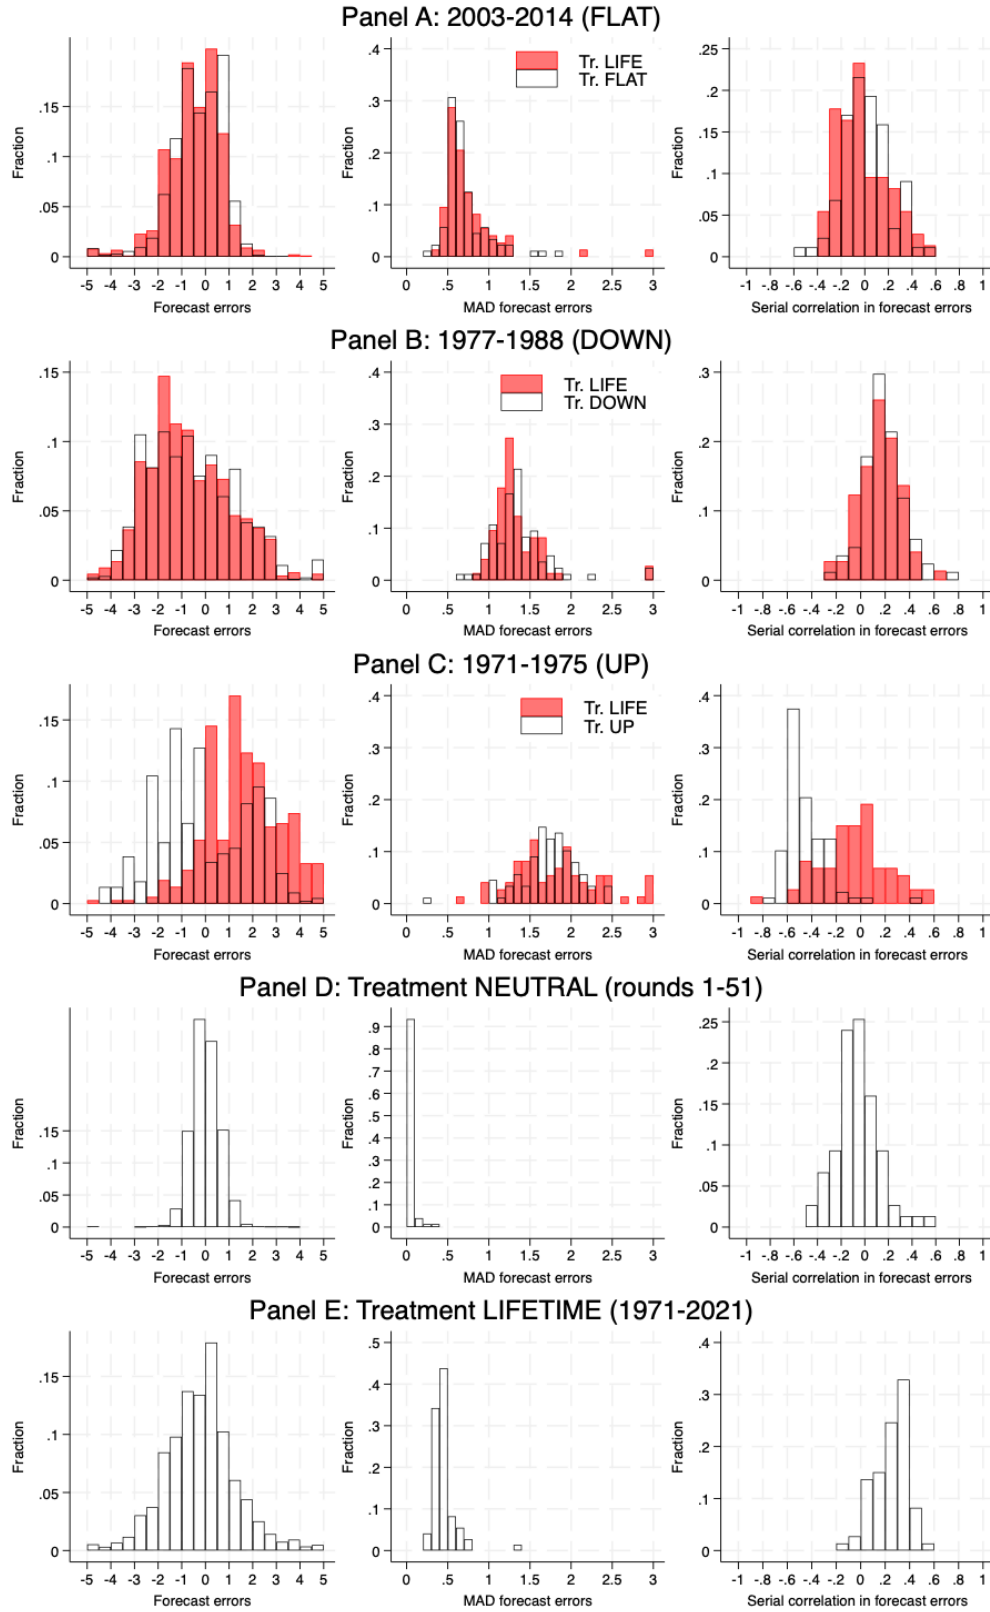 Panel A: 2003-2014 (FLAT)
Fraction
.15
.1
.05
0
-5 -4 -3 -2 -1 0 1 2 3 4 5
Forecast errors
Fraction
.4
.3
.2
.1
0
0 .5 1 1.5 2 2.5 3
MAD forecast errors
Tr. LIFE
Tr. FLAT
Fraction
.25
.2
.15
.1
.05
0
-1 -.8 -.6 -.4 -.2 0 .2 .4 .6 .8 1
Serial correlation in forecast errors
Panel B: 1977-1988 (DOWN)
Fraction
.15
.1
.05
0
-5 -4 -3 -2 -1 0 1 2 3 4 5
Forecast errors
Fraction
.4
.3
.2
.1
0
0 .5 1 1.5 2 2.5 3
MAD forecast errors
Tr. LIFE
Tr. DOWN
Fraction
.3
.2
.1
0
-1 -.8 -.6 -.4 -.2 0 .2 .4 .6 .8 1
Serial correlation in forecast errors
Panel C: 1971-1975 (UP)
Fraction
.15
.1
.05
0
-5 -4 -3 -2 -1 0 1 2 3 4 5
Forecast errors
Fraction
.4
.3
.2
.1
0
0 .5 1 1.5 2 2.5 3
MAD forecast errors
Tr. LIFE
Tr. UP
Fraction
.4
.3
.2
.1
0
-1 -.8 -.6 -.4 -.2 0 .2 .4 .6 .8 1
Serial correlation in forecast errors
Panel D: Treatment NEUTRAL (rounds 1-51)
Fraction
.15
.1
.05
0
-5 -4 -3 -2 -1 0 1 2 3 4 5
Forecast errors
Fraction
.9
.8
.7
.6
.5
.4
.3
.2
.1
0
0 .5 1 1.5 2 2.5 3
MAD forecast errors
Fraction
.25
.2
.15
.1
.05
0
-1 -.8 -.6 -.4 -.2 0 .2 .4 .6 .8 1
Serial correlation in forecast errors
Panel E: Treatment LIFETIME (1971-2021)
Fraction
.15
.1
.05
0
-5 -4 -3 -2 -1 0 1 2 3 4 5
Forecast errors
Fraction
.5
.4
.3
.2
.1
0
0 .5 1 1.5 2 2.5 3
MAD forecast errors
Fraction
.4
.3
.2
.1
0
-1 -.8 -.6 -.4 -.2 0 .2 .4 .6 .8 1
Serial correlation in forecast errors